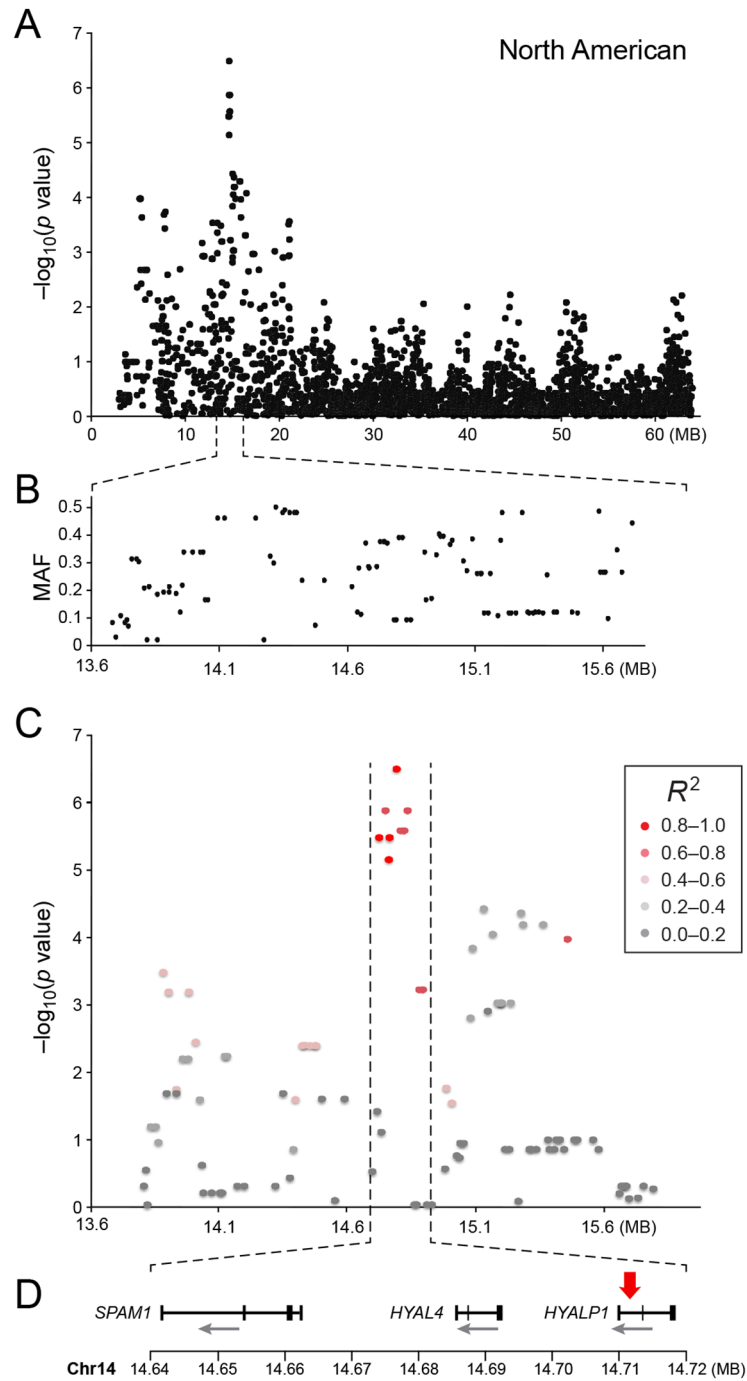 A
North American
7
6
5
4
3
2
1
0
–log10(p value)
0 10 20 30 40 50 60 (MB)
B
0.5
0.4
0.3
0.2
0.1
0
MAF
13.6 14.1 14.6 15.1 15.6 (MB)
C
7
6
5
4
3
2
1
0
–log10(p value)
R2
0.8–1.0
0.6–0.8
0.4–0.6
0.2–0.4
0.0–0.2
13.6 14.1 14.6 15.1 15.6 (MB)
D
SPAM1 HYAL4 HYALP1
Chr14
14.64 14.65 14.66 14.67 14.68 14.69 14.70 14.71 14.72 (MB)